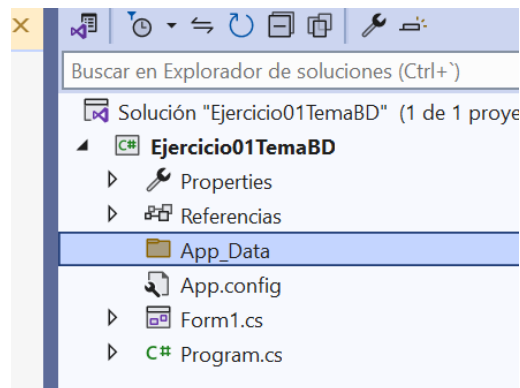 Buscar en Explorador de soluciones (Ctrl+`)
Solución "Ejercicio01TemaBD" (1 de 1 proye
C# Ejercicio01TemaBD
Properties
Referencias
App_Data
App.config
Form1.cs
C# Program.cs